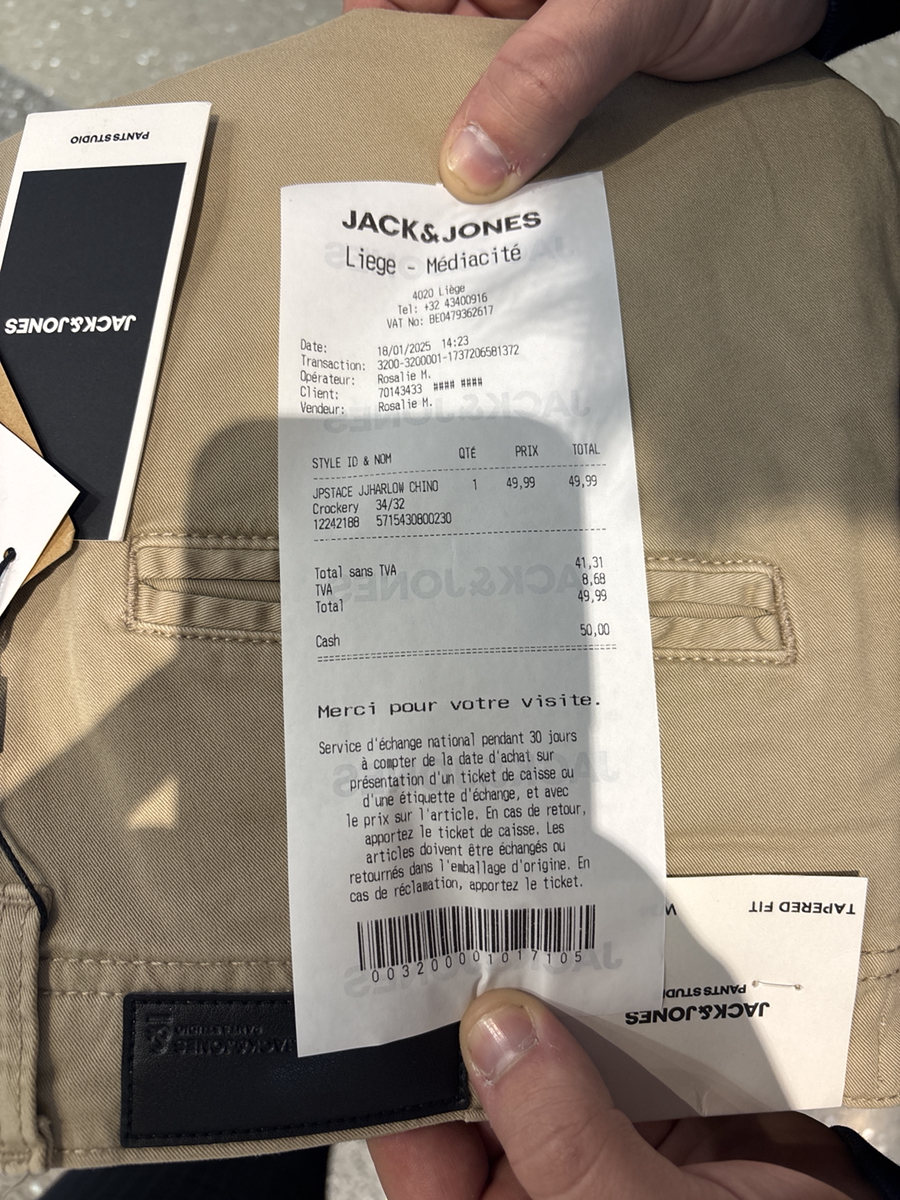 PANTS STUDIO
JACK&JONES
JACK&JONES
Liege - Médiacité
4020 Liège
Tel: +32 43400916
VAT No: BE0479362617
Date: 18/01/2025 14:23
Transaction: 3200-3200001-1737206581372
Opérateur: Rosalie M.
Client: 70143433 #### ####
Vendeur: Rosalie M.
STYLE ID & NOM QTÉ PRIX TOTAL
JPSTACE JJHARLOW CHINO 1 49,99 49,99
Crockery 34/32
12242188 5715430800230
Total sans TVA 41,31
TVA 8,68
Total 49,99
Cash 50,00
Merci pour votre visite.
Service d'échange national pendant 30 jours
à compter de la date d'achat sur
présentation d'un ticket de caisse ou
d'une étiquette d'échange, et avec
le prix sur l'article. En cas de retour,
apportez le ticket de caisse. Les
articles doivent être échangés ou
retournés dans l'emballage d'origine. En
cas de réclamation, apportez le ticket.
003200001017105
TAPERED FIT
PANTS STUDIO
JACK&JONES
JACK&JONES
PANTS STUDIO